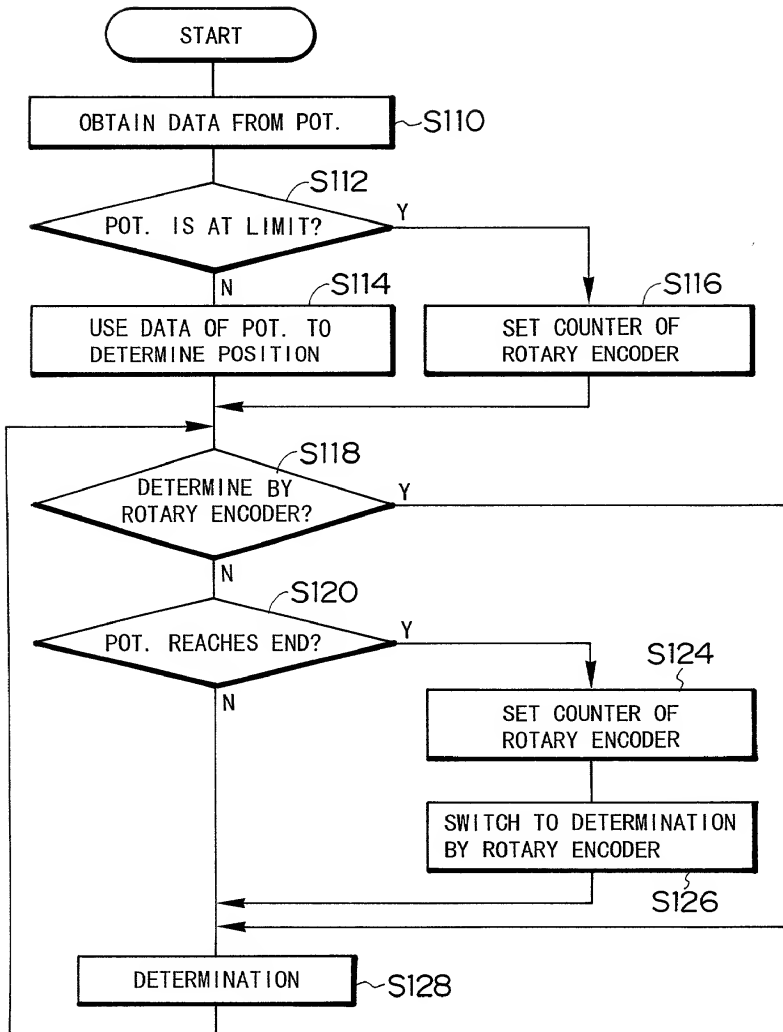 START
OBTAIN DATA FROM POT.
S110
S112
POT. IS AT LIMIT?
Y
N
S114
USE DATA OF POT. TO
DETERMINE POSITION
S116
SET COUNTER OF
ROTARY ENCODER
S118
DETERMINE BY
ROTARY ENCODER?
Y
N
S120
POT. REACHES END?
Y
N
S124
SET COUNTER OF
ROTARY ENCODER
SWITCH TO DETERMINATION
BY ROTARY ENCODER
S126
DETERMINATION
S128